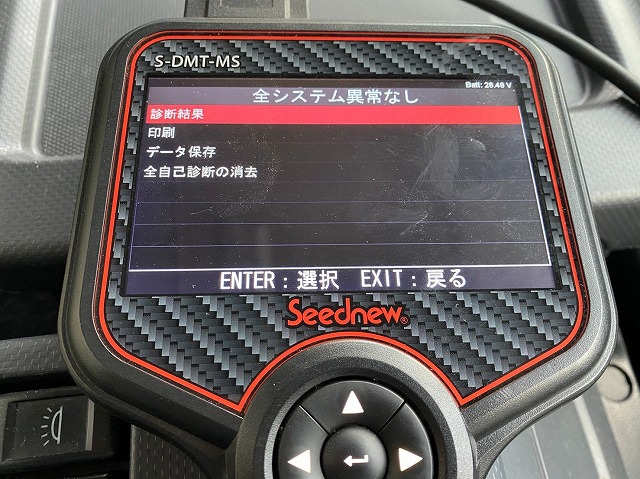 S-DMT-MS
Batt: 26.46 V
全システム異常なし
診断結果
印刷
データ保存
全自己診断の消去
ENTER：選択 EXIT：戻る
Seednew®